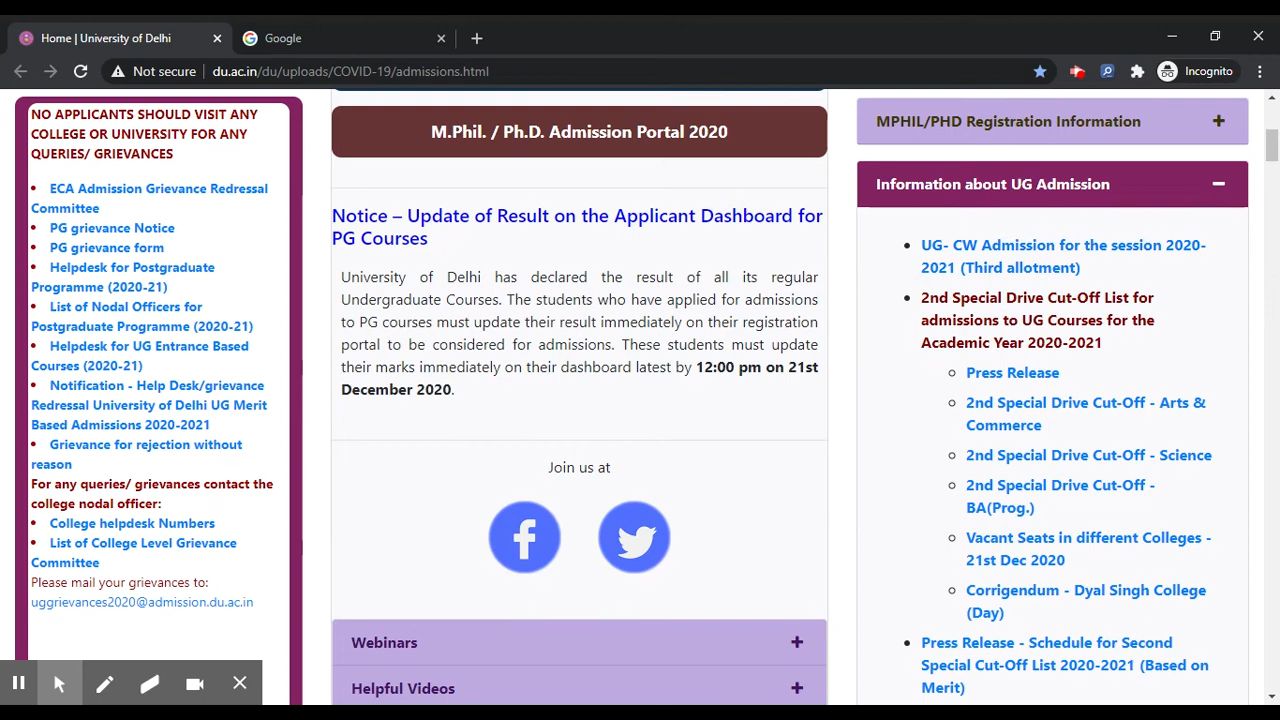 Home | University of Delhi
Google
Not secure
du.ac.in/du/uploads/COVID-19/admissions.html
Incognito
NO APPLICANTS SHOULD VISIT ANY
COLLEGE OR UNIVERSITY FOR ANY
QUERIES/ GRIEVANCES
ECA Admission Grievance Redressal
Committee
PG grievance Notice
PG grievance form
Helpdesk for Postgraduate
Programme (2020-21)
List of Nodal Officers for
Postgraduate Programme (2020-21)
Helpdesk for UG Entrance Based
Courses (2020-21)
Notification - Help Desk/grievance
Redressal University of Delhi UG Merit
Based Admissions 2020-2021
Grievance for rejection without
reason
For any queries/ grievances contact the
college nodal officer:
College helpdesk Numbers
List of College Level Grievance
Committee
Please mail your grievances to:
uggrievances2020@admission.du.ac.in
M.Phil. / Ph.D. Admission Portal 2020
Notice – Update of Result on the Applicant Dashboard for
PG Courses
University of Delhi has declared the result of all its regular
Undergraduate Courses. The students who have applied for admissions
to PG courses must update their result immediately on their registration
portal to be considered for admissions. These students must update
their marks immediately on their dashboard latest by 12:00 pm on 21st
December 2020.
Join us at
Webinars
Helpful Videos
MPHIL/PHD Registration Information
Information about UG Admission
UG- CW Admission for the session 2020-
2021 (Third allotment)
2nd Special Drive Cut-Off List for
admissions to UG Courses for the
Academic Year 2020-2021
Press Release
2nd Special Drive Cut-Off - Arts &
Commerce
2nd Special Drive Cut-Off - Science
2nd Special Drive Cut-Off -
BA(Prog.)
Vacant Seats in different Colleges -
21st Dec 2020
Corrigendum - Dyal Singh College
(Day)
Press Release - Schedule for Second
Special Cut-Off List 2020-2021 (Based on
Merit)